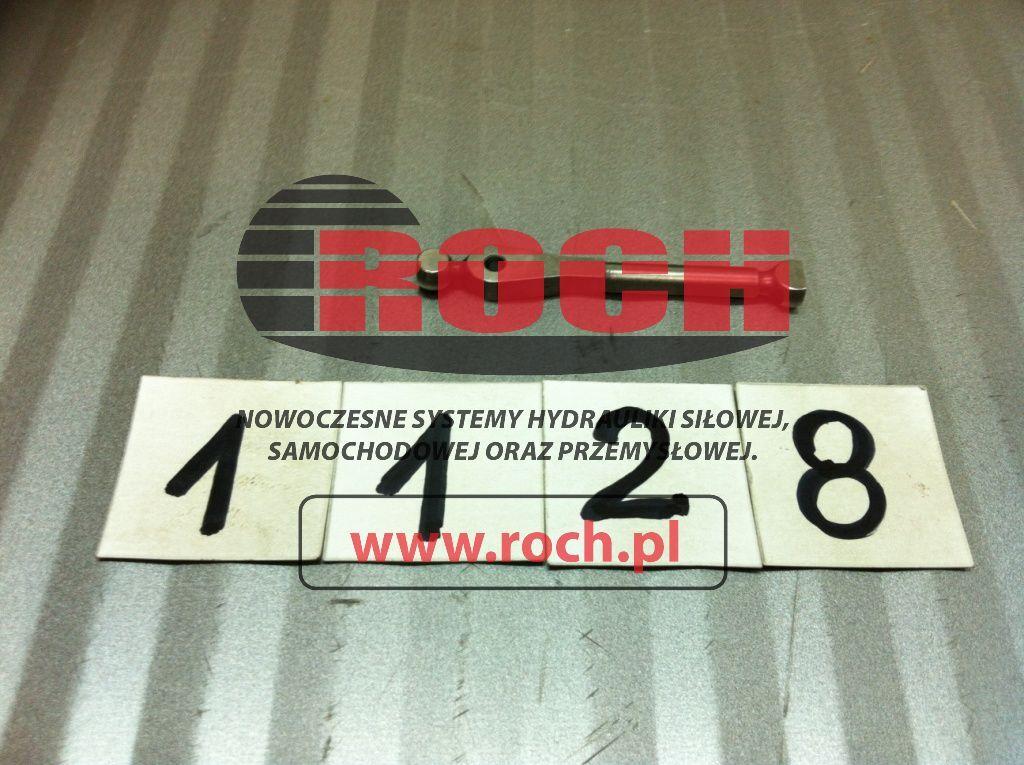 ROCH
NOWOCZESNE SYSTEMY HYDRAULIKI SIŁOWEJ,
SAMOCHODOWEJ ORAZ PRZEMYSŁOWEJ.
1 1 2 8
www.roch.pl